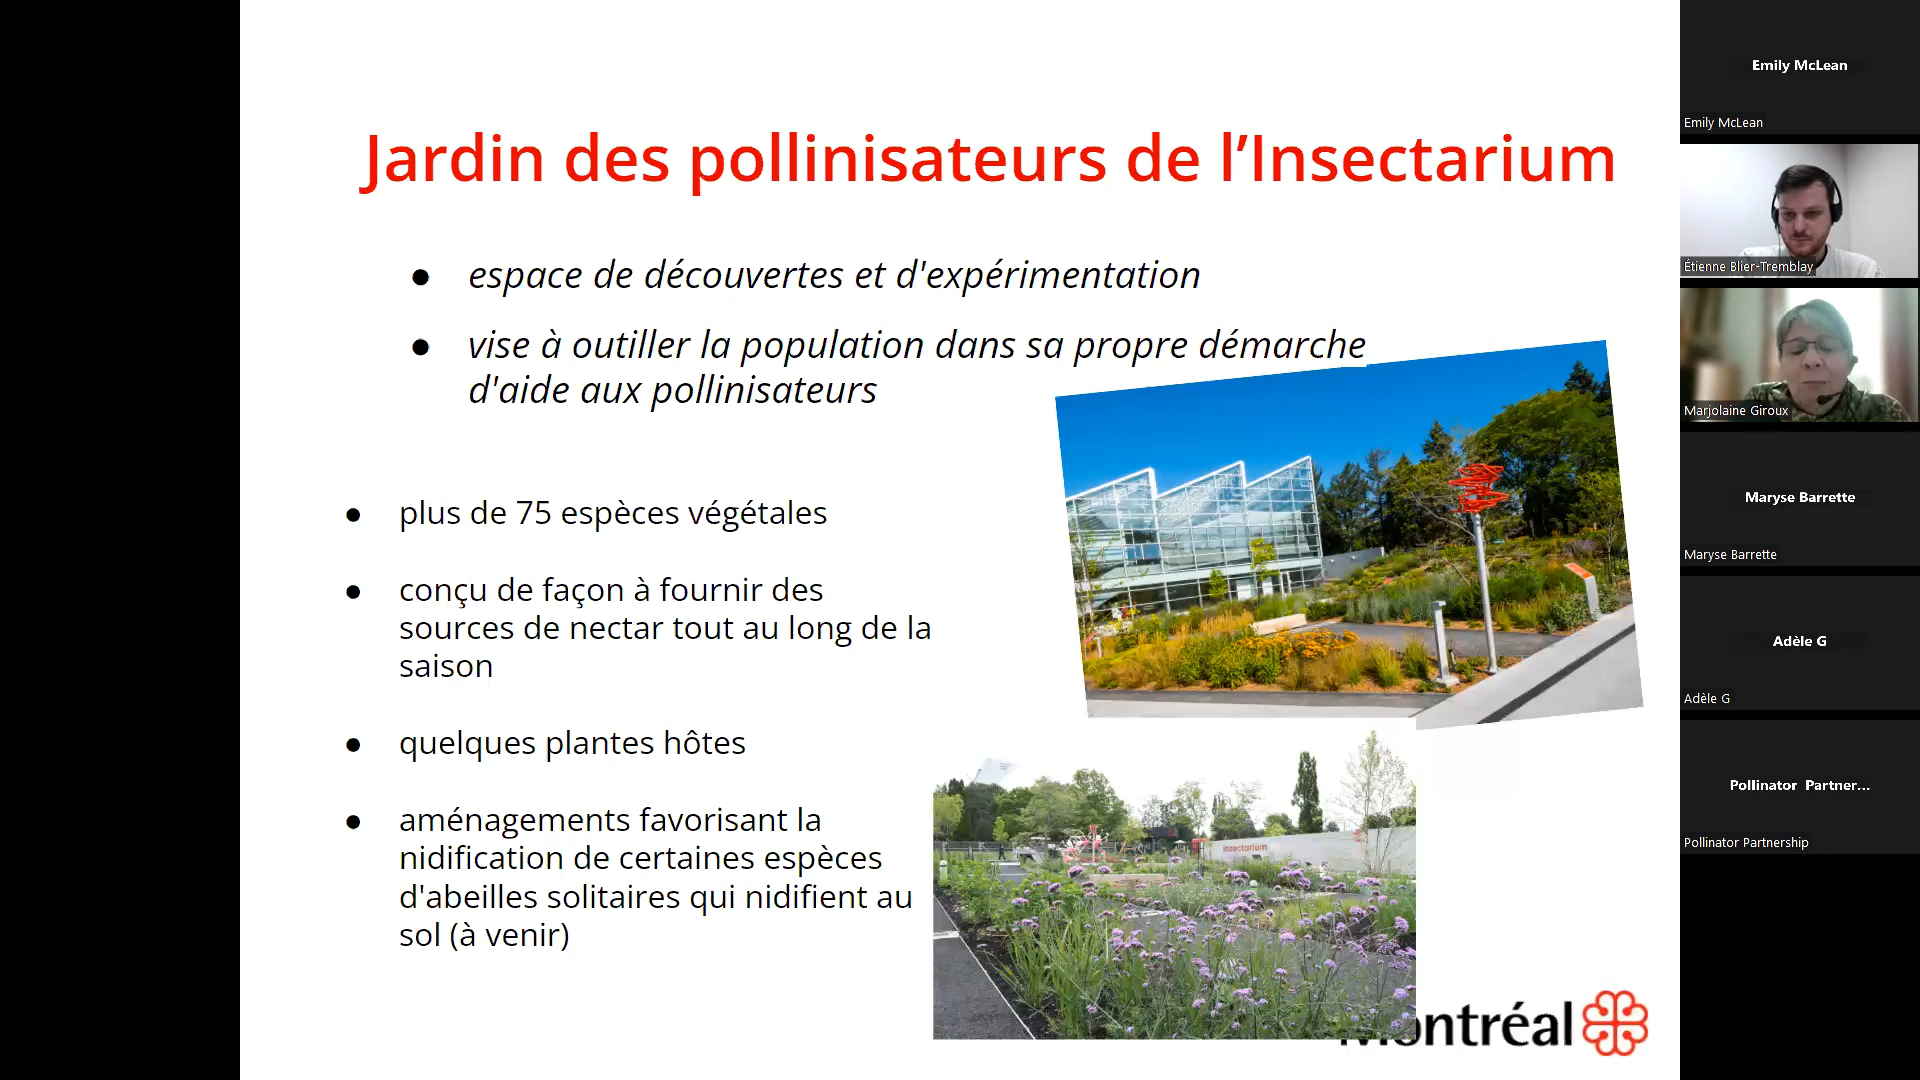 Jardin des pollinisateurs de l’Insectarium
● espace de découvertes et d'expérimentation
● vise à outiller la population dans sa propre démarche
d'aide aux pollinisateurs
● plus de 75 espèces végétales
● conçu de façon à fournir des
sources de nectar tout au long de la
saison
● quelques plantes hôtes
● aménagements favorisant la
nidification de certaines espèces
d'abeilles solitaires qui nidifient au
sol (à venir)
insectarium
Montréal
Emily McLean
Emily McLean
Étienne Blier-Tremblay
Marjolaine Giroux
Maryse Barrette
Maryse Barrette
Adèle G
Adèle G
Pollinator Partner...
Pollinator Partnership